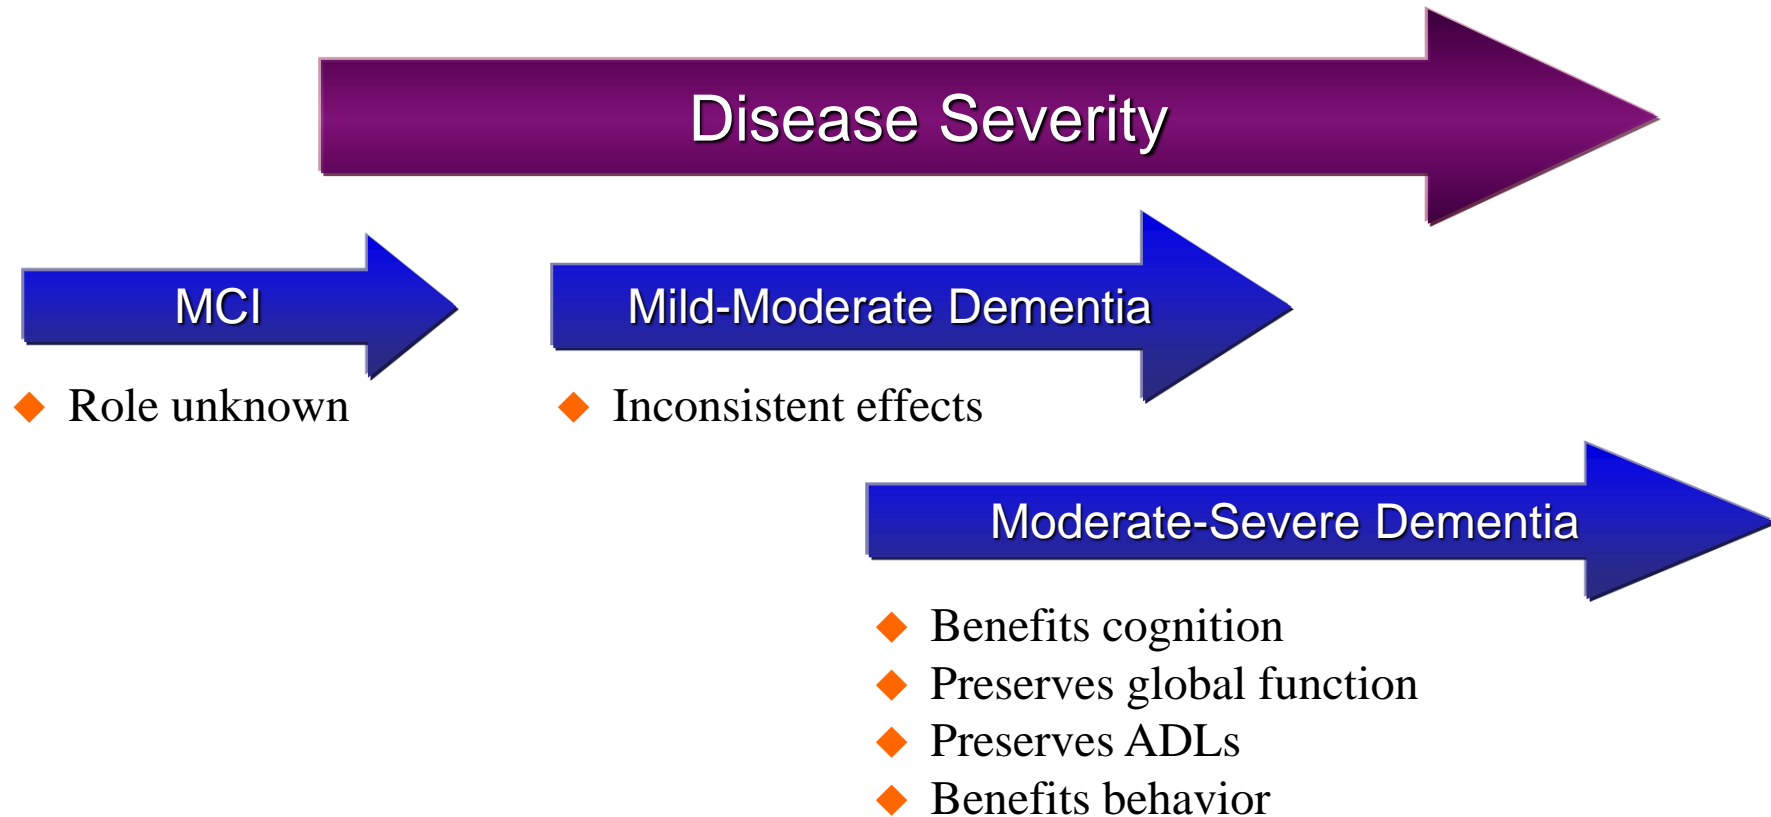 Disease Severity
MCI
Mild-Moderate Dementia
Role unknown
Inconsistent effects
Moderate-Severe Dementia
Benefits cognition
Preserves global function
Preserves ADLs
Benefits behavior